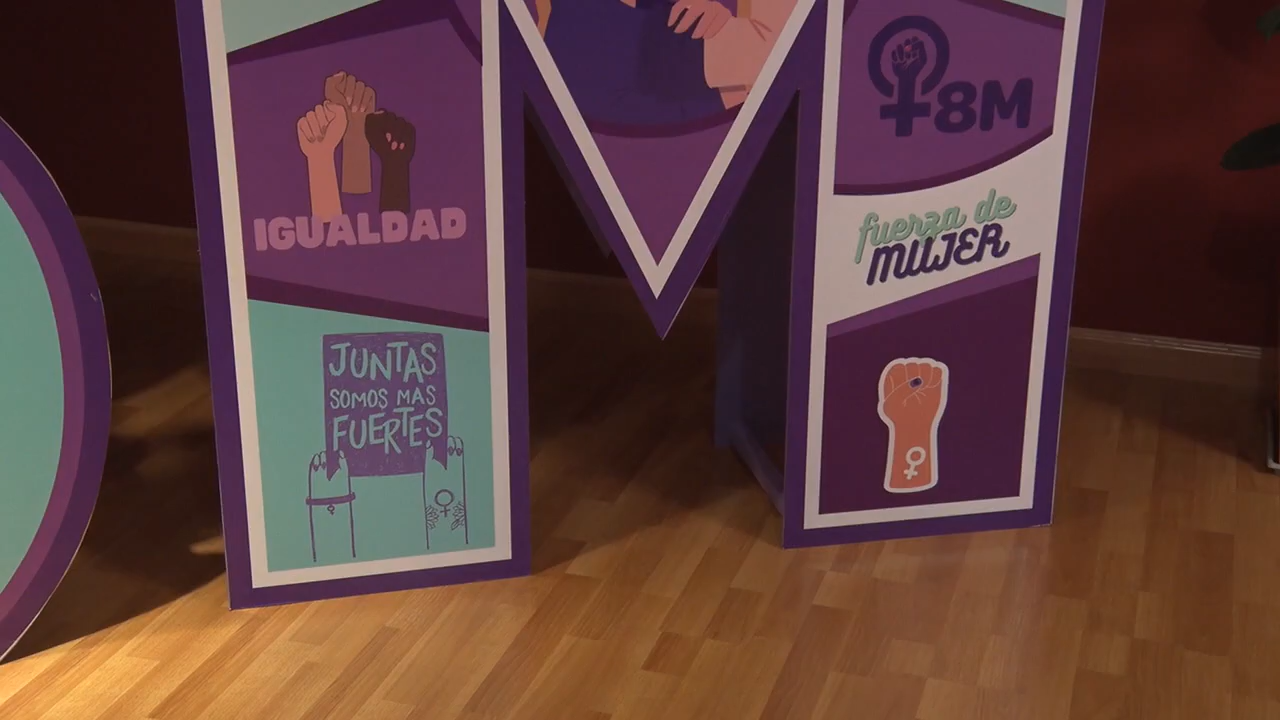 IGUALDAD
JUNTAS
SOMOS MAS
FUERTES
8M
fuerza de
MUJER